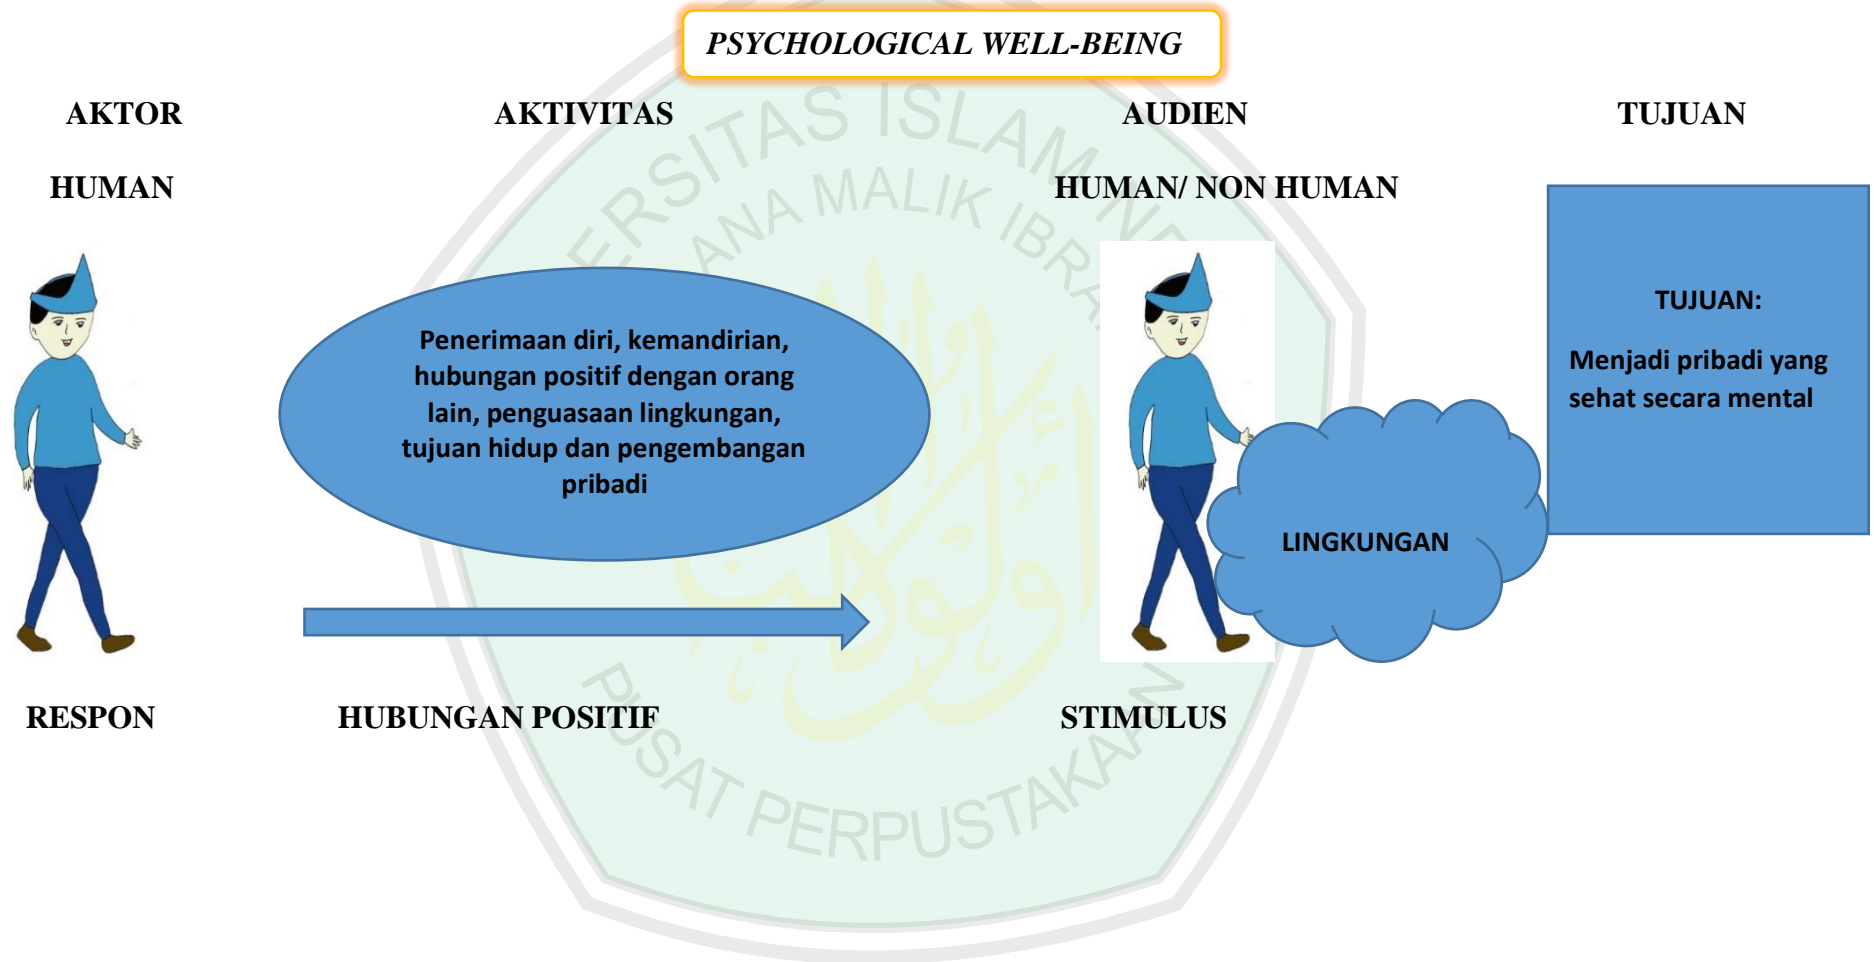 PSYCHOLOGICAL WELL-BEING
AKTOR
AKTIVITAS
AUDIEN
TUJUAN
HUMAN
HUMAN/ NON HUMAN
Penerimaan diri, kemandirian,
hubungan positif dengan orang
lain, penguasaan lingkungan,
tujuan hidup dan pengembangan
pribadi
LINGKUNGAN
TUJUAN:
Menjadi pribadi yang
sehat secara mental
RESPON
HUBUNGAN POSITIF
STIMULUS
PUSAT PERPUSTAKAAN